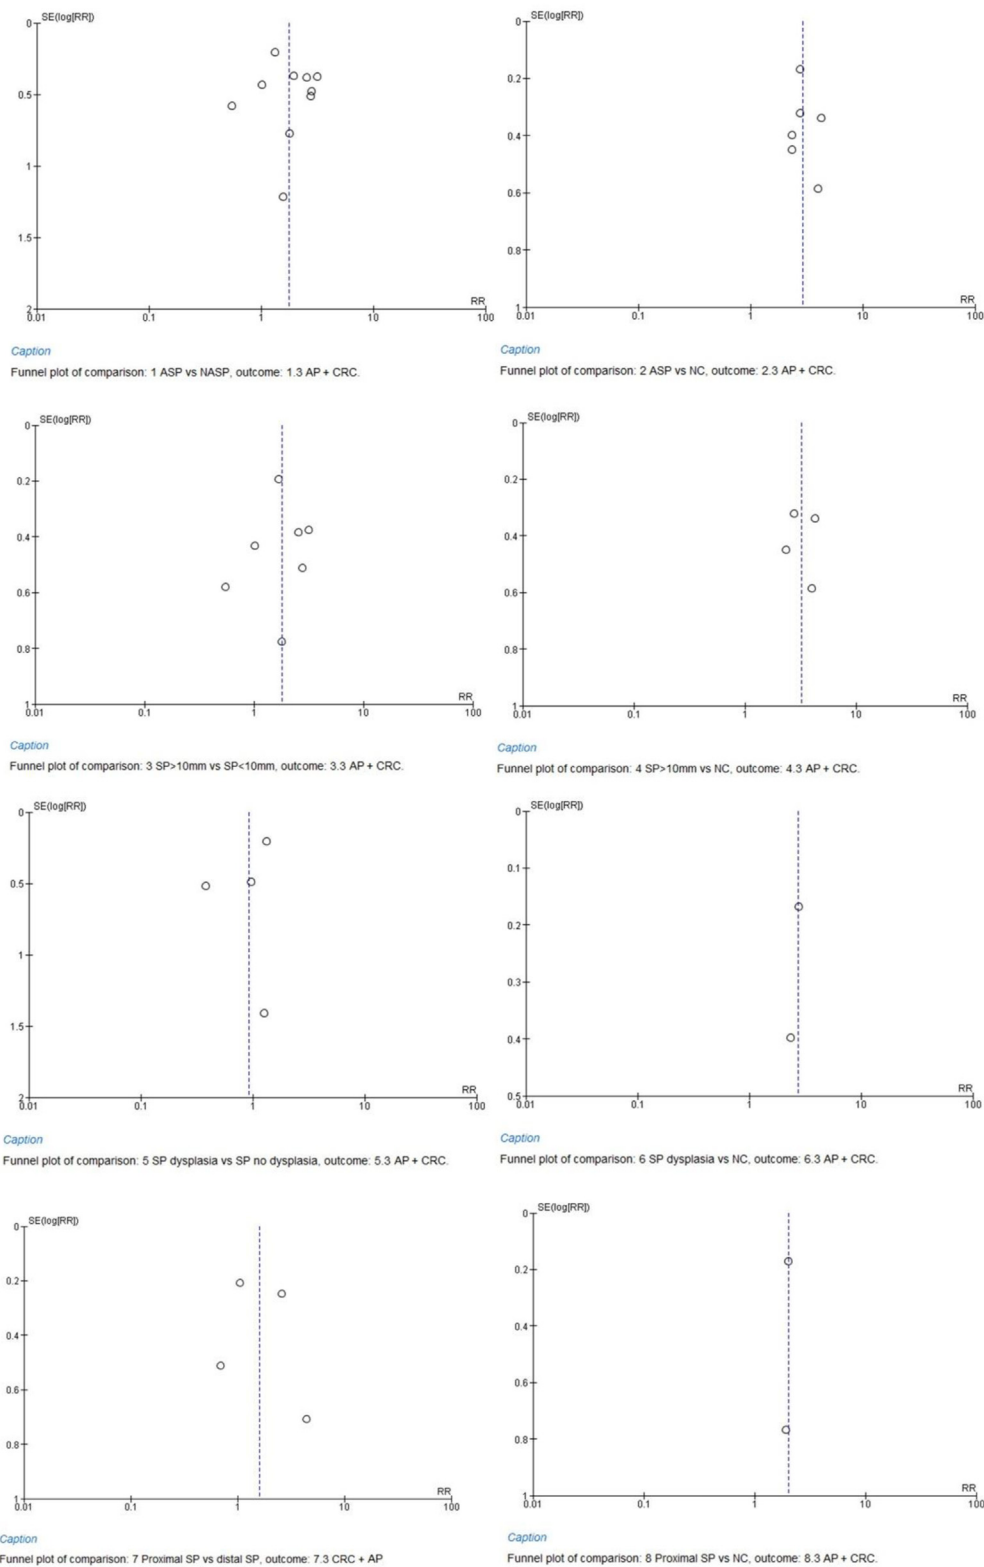 SE(log[RR])
0
0.5
1
1.5
2
0.01
0.1
1
10
100
RR
Caption
Funnel plot of comparison: 1 ASP vs NASP, outcome: 1.3 AP + CRC.
SE(log[RR])
0
0.2
0.4
0.6
0.8
1
0.01
0.1
1
10
100
RR
Caption
Funnel plot of comparison: 2 ASP vs NC, outcome: 2.3 AP + CRC.
SE(log[RR])
0
0.2
0.4
0.6
0.8
1
0.01
0.1
1
10
100
RR
Caption
Funnel plot of comparison: 3 SP>10mm vs SP<10mm, outcome: 3.3 AP + CRC.
SE(log[RR])
0
0.2
0.4
0.6
0.8
1
0.01
0.1
1
10
100
RR
Caption
Funnel plot of comparison: 4 SP>10mm vs NC, outcome: 4.3 AP + CRC.
SE(log[RR])
0
0.5
1
1.5
2
0.01
0.1
1
10
100
RR
Caption
Funnel plot of comparison: 5 SP dysplasia vs SP no dysplasia, outcome: 5.3 AP + CRC.
SE(log[RR])
0
0.1
0.2
0.3
0.4
0.5
0.01
0.1
1
10
100
RR
Caption
Funnel plot of comparison: 6 SP dysplasia vs NC, outcome: 6.3 AP + CRC.
SE(log[RR])
0
0.2
0.4
0.6
0.8
1
0.01
0.1
1
10
100
RR
Caption
Funnel plot of comparison: 7 Proximal SP vs distal SP, outcome: 7.3 CRC + AP
SE(log[RR])
0
0.2
0.4
0.6
0.8
1
0.01
0.1
1
10
100
RR
Caption
Funnel plot of comparison: 8 Proximal SP vs NC, outcome: 8.3 AP + CRC.